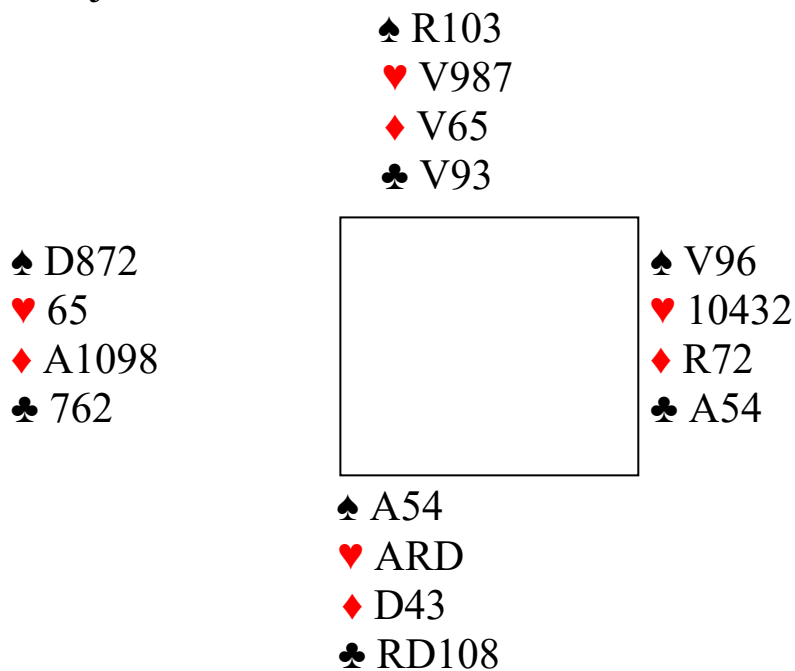 ♠ R103
♥ V987
♦ V65
♣ V93
♠ D872
♥ 65
♦ A1098
♣ 762
♠ V96
♥ 10432
♦ R72
♣ A54
♠ A54
♥ ARD
♦ D43
♣ RD108